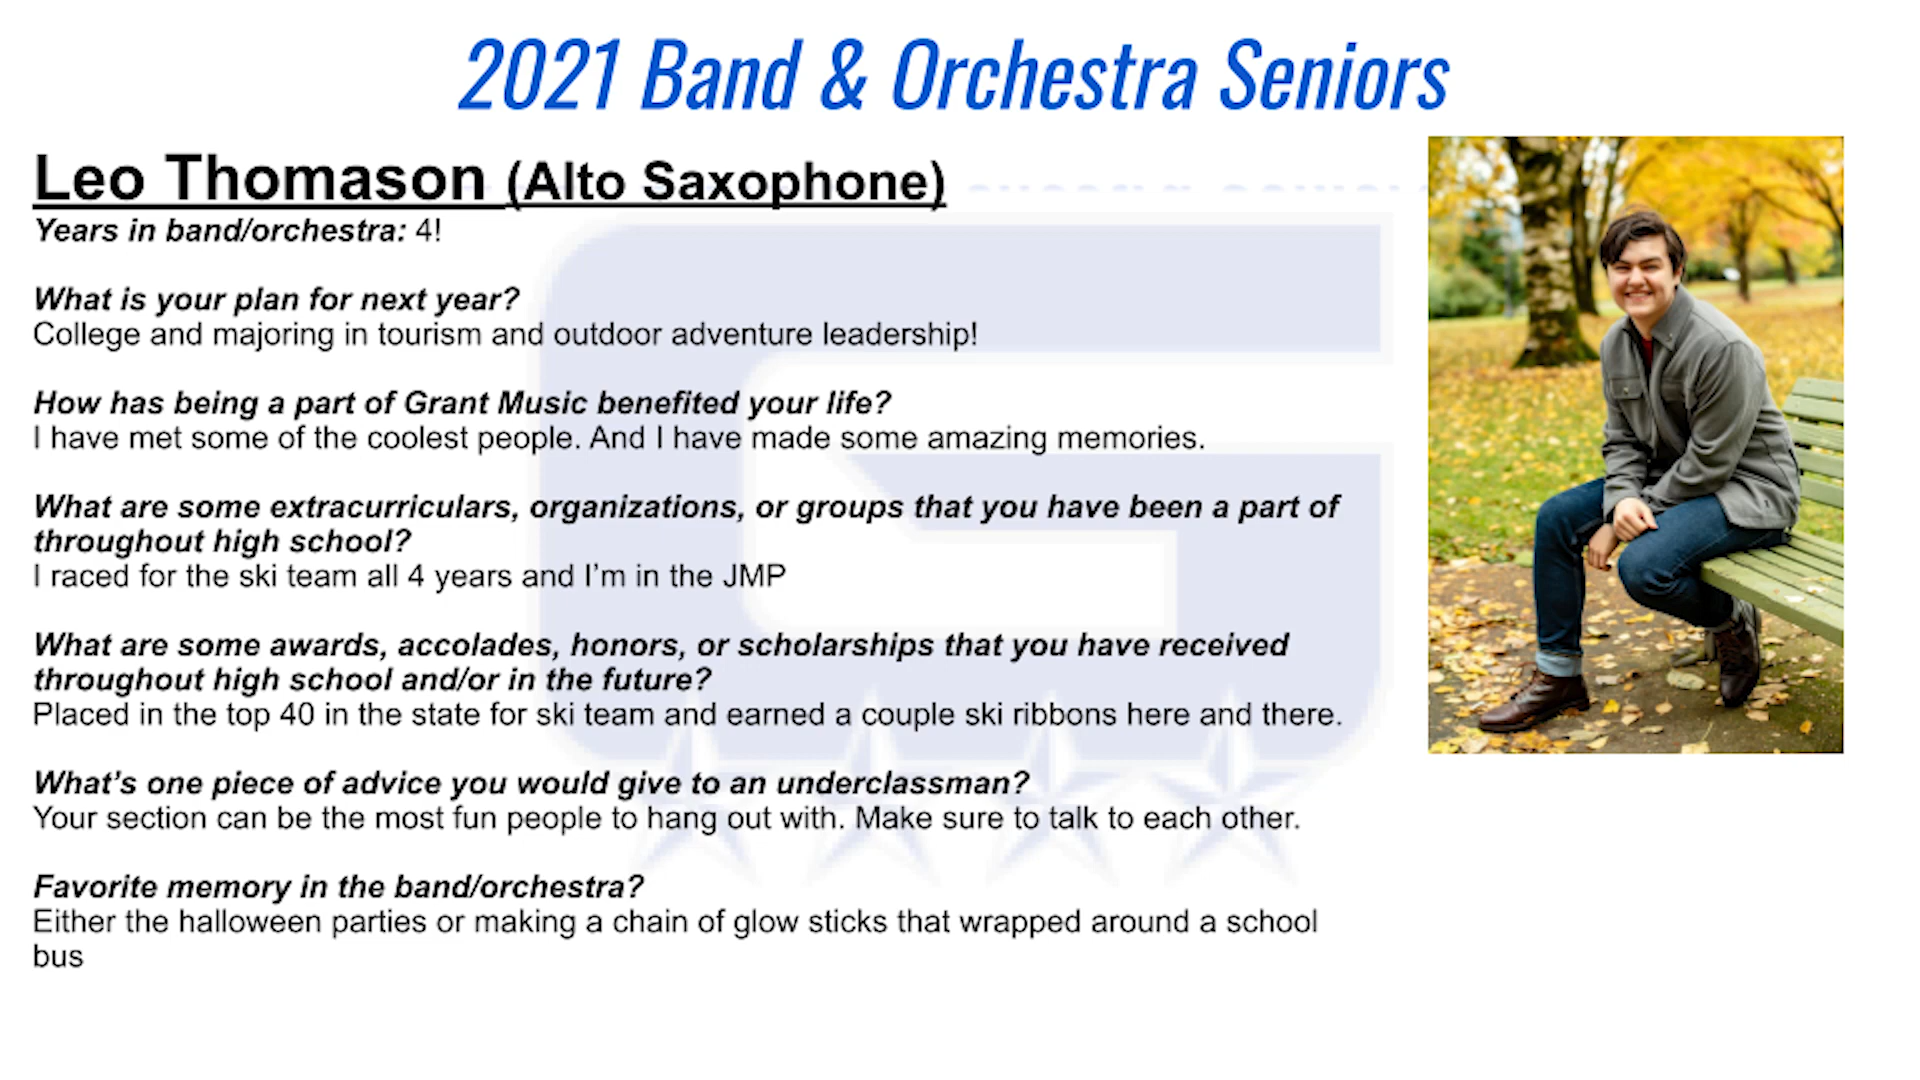 2021 Band & Orchestra Seniors
Leo Thomason (Alto Saxophone)
Years in band/orchestra: 4!
What is your plan for next year?
College and majoring in tourism and outdoor adventure leadership!
How has being a part of Grant Music benefited your life?
I have met some of the coolest people. And I have made some amazing memories.
What are some extracurriculars, organizations, or groups that you have been a part of
throughout high school?
I raced for the ski team all 4 years and I’m in the JMP
What are some awards, accolades, honors, or scholarships that you have received
throughout high school and/or in the future?
Placed in the top 40 in the state for ski team and earned a couple ski ribbons here and there.
What’s one piece of advice you would give to an underclassman?
Your section can be the most fun people to hang out with. Make sure to talk to each other.
Favorite memory in the band/orchestra?
Either the halloween parties or making a chain of glow sticks that wrapped around a school
bus